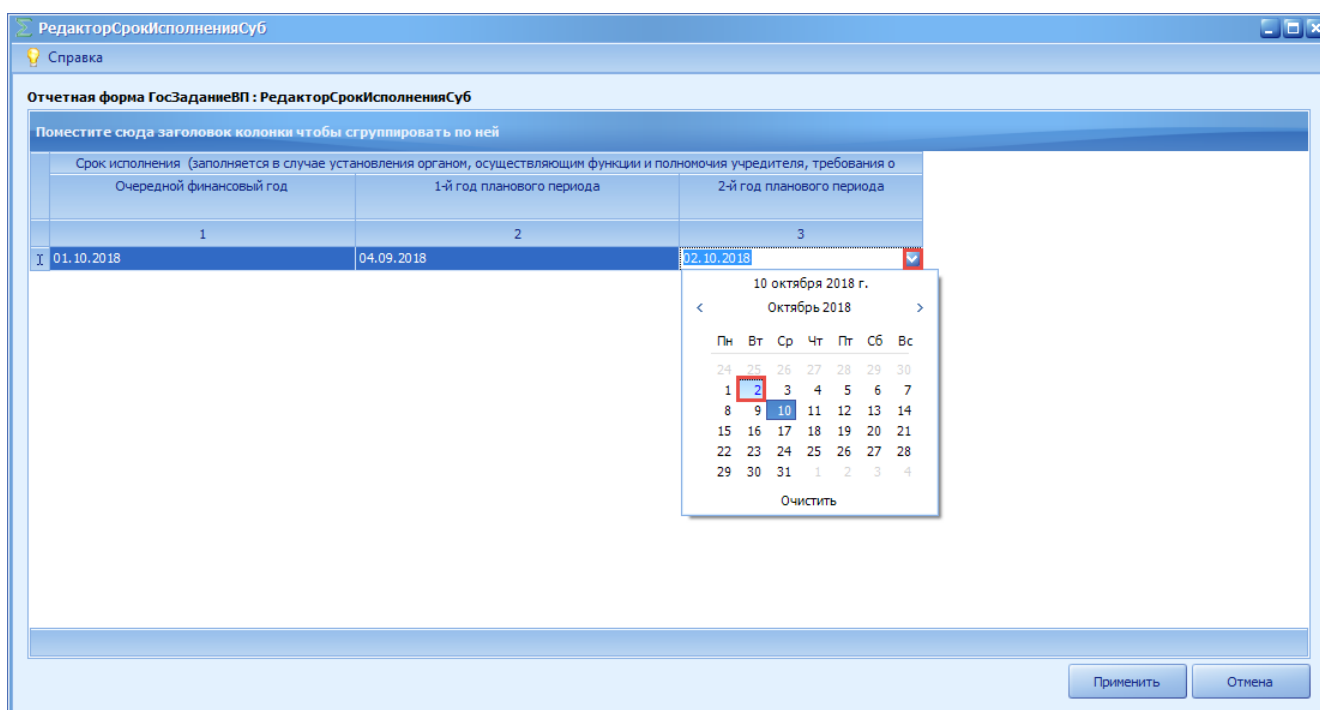 РедакторСрокИсполненияСуб
Справка
Отчетная форма ГосЗаданиеВП : РедакторСрокИсполненияСуб
Поместите сюда заголовок колонки чтобы сгруппировать по ней
Срок исполнения (заполняется в случае установления органом, осуществляющим функции и полномочия учредителя, требования о
Очередной финансовый год 1-й год планового периода 2-й год планового периода
1 2 3
01.10.2018 04.09.2018 02.10.2018
10 октября 2018 г.
< Октябрь 2018 >
Пн Вт Ср Чт Пт Сб Вс
24 25 26 27 28 29 30
1 2 3 4 5 6 7
8 9 10 11 12 13 14
15 16 17 18 19 20 21
22 23 24 25 26 27 28
29 30 31 1 2 3 4
Очистить
Применить Отмена